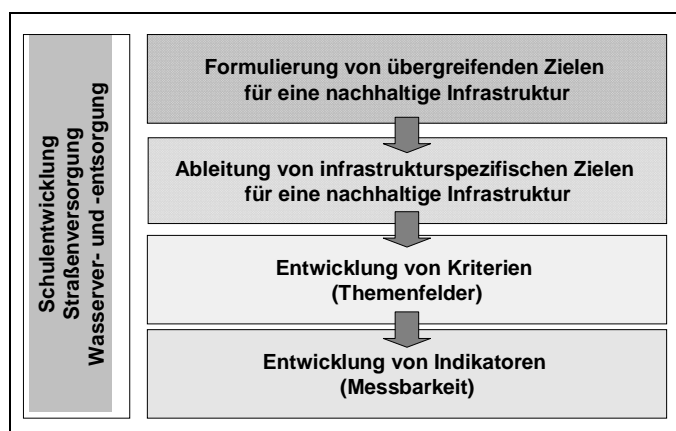 Schulentwicklung
Straßenversorgung
Wasserver- und -entsorgung
Formulierung von übergreifenden Zielen
für eine nachhaltige Infrastruktur
Ableitung von infrastrukturspezifischen Zielen
für eine nachhaltige Infrastruktur
Entwicklung von Kriterien
(Themenfelder)
Entwicklung von Indikatoren
(Messbarkeit)